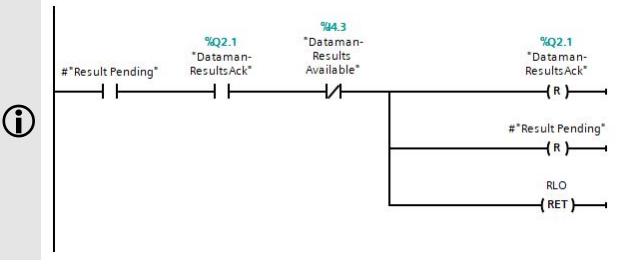 %Q2.1
"Dataman-
ResultsAck"
%I4.3
"Dataman-
Results
Available"
%Q2.1
"Dataman-
ResultsAck"
#"Result Pending"
R
#"Result Pending"
R
RLO
RET